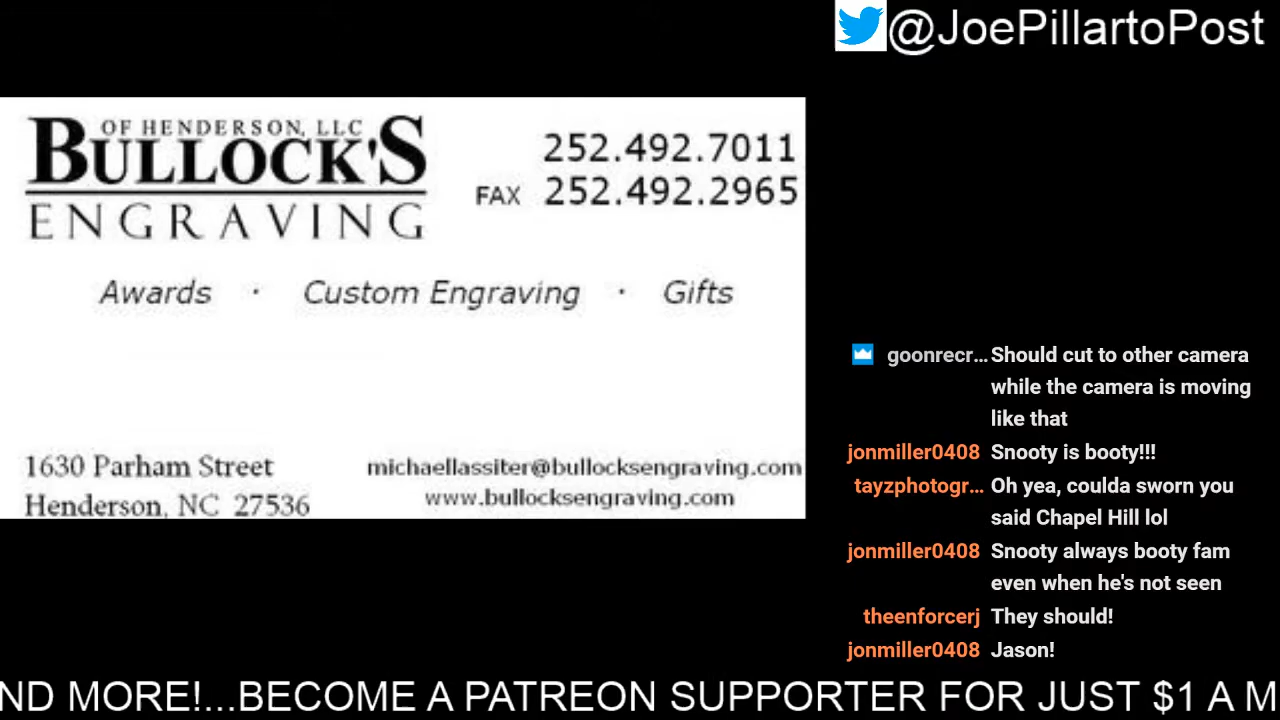 @JoePillartoPost
OF HENDERSON, LLC
BULLOCK'S
ENGRAVING
252.492.7011
FAX 252.492.2965
Awards · Custom Engraving · Gifts
1630 Parham Street
Henderson, NC 27536
michaellassiter@bullocksengraving.com
www.bullocksengraving.com
goonrecr… Should cut to other camera
while the camera is moving
like that
jonmiller0408 Snooty is booty!!!
tayzphotogr… Oh yea, coulda sworn you
said Chapel Hill lol
jonmiller0408 Snooty always booty fam
even when he's not seen
theenforcerj They should!
jonmiller0408 Jason!
ND MORE!...BECOME A PATREON SUPPORTER FOR JUST $1 A M